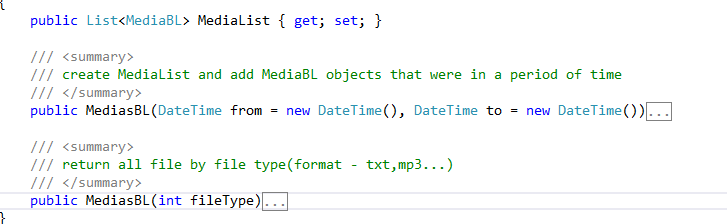 {
public List<MediaBL> MediaList { get; set; }
/// <summary>
/// create MediaList and add MediaBL objects that were in a period of time
/// </summary>
public MediasBL(DateTime from = new DateTime(), DateTime to = new DateTime())...
/// <summary>
/// return all file by file type(format - txt,mp3...)
/// </summary>
public MediasBL(int fileType)...
}